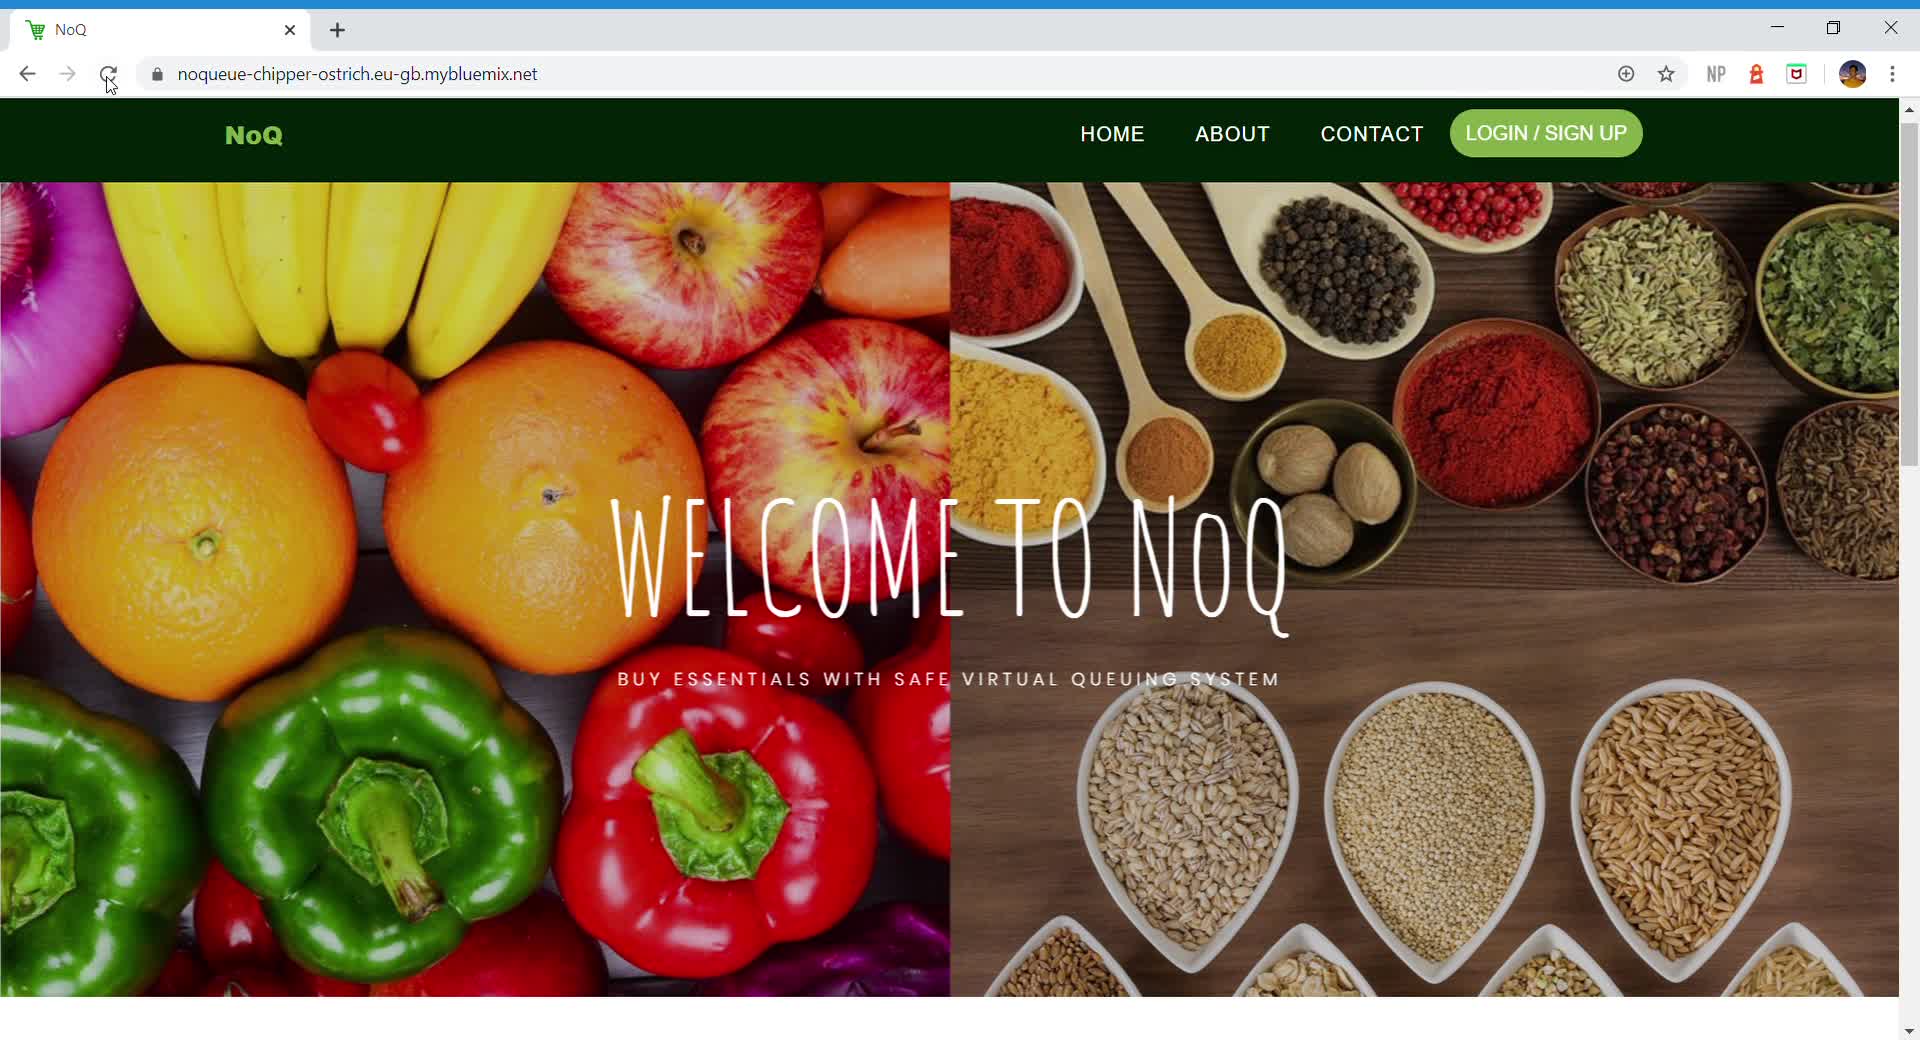 NoQ
noqueue-chipper-ostrich.eu-gb.mybluemix.net
NP
NoQ
HOME
ABOUT
CONTACT
LOGIN / SIGN UP
WELCOME TO NoQ
BUY ESSENTIALS WITH SAFE VIRTUAL QUEUING SYSTEM